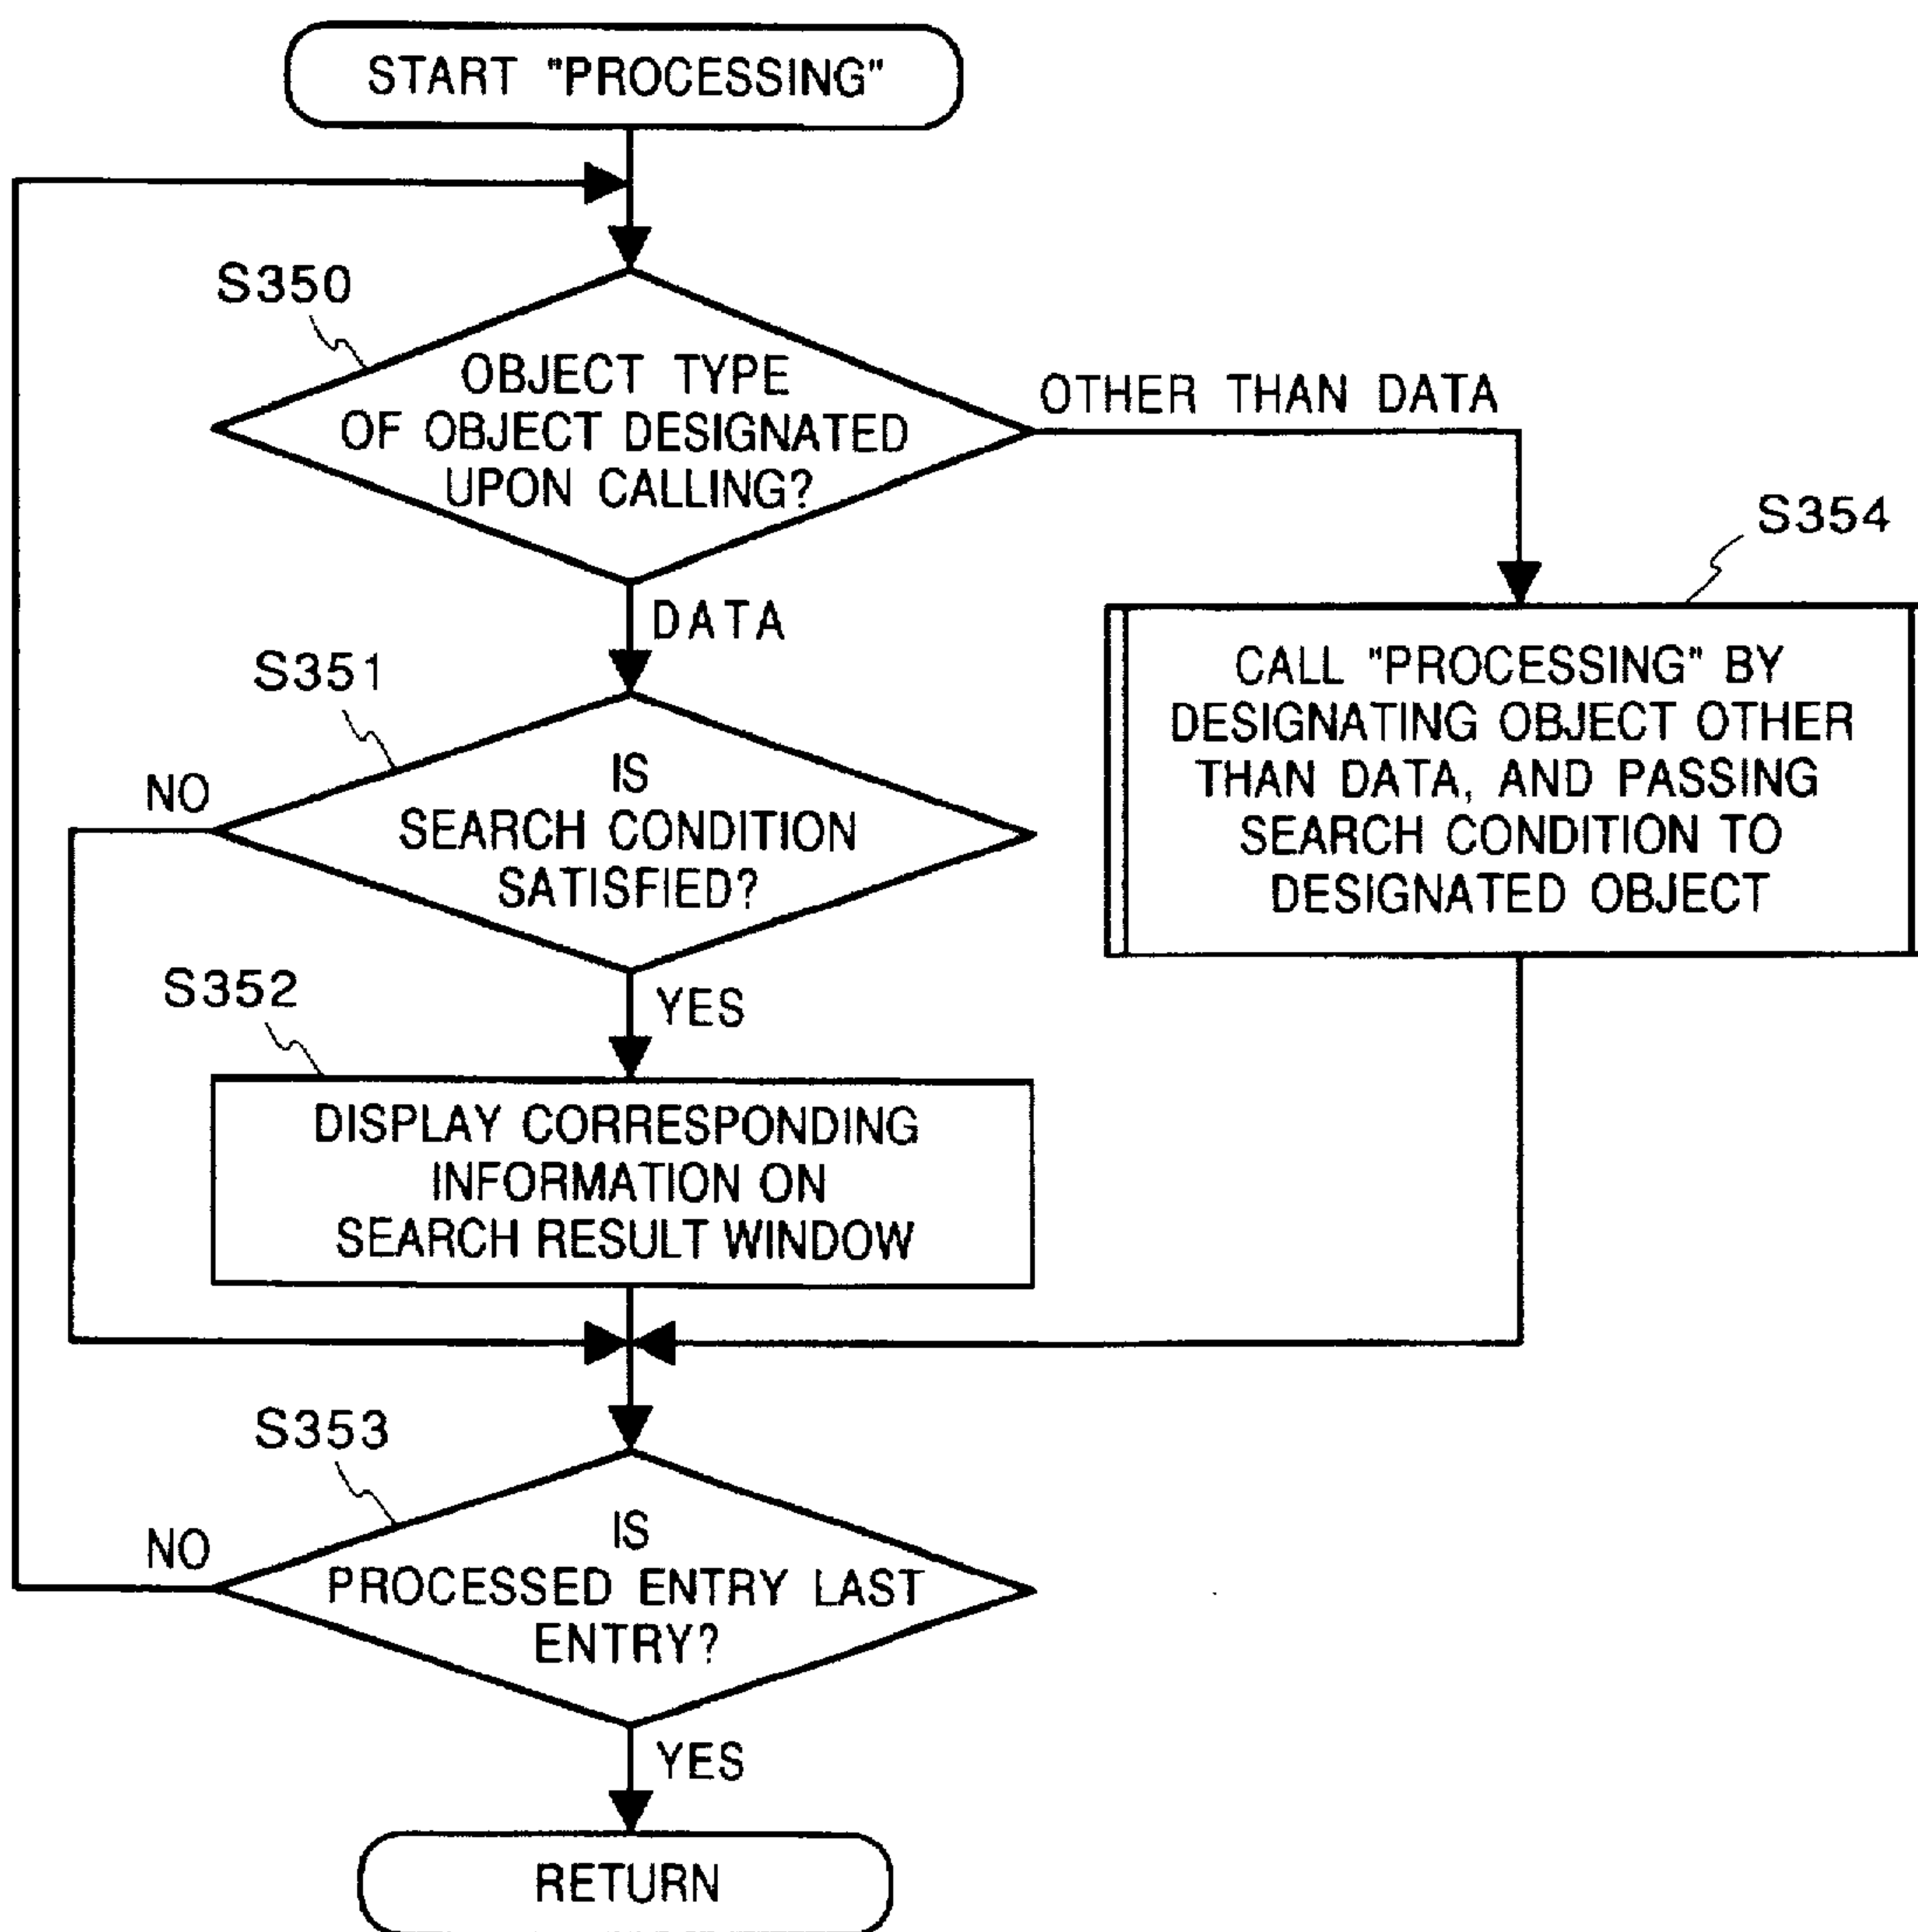 START "PROCESSING"
S350
OBJECT TYPE
OF OBJECT DESIGNATED
UPON CALLING?
OTHER THAN DATA
DATA
S354
CALL "PROCESSING" BY
DESIGNATING OBJECT OTHER
THAN DATA, AND PASSING
SEARCH CONDITION TO
DESIGNATED OBJECT
S351
IS
SEARCH CONDITION
SATISFIED?
NO
YES
S352
DISPLAY CORRESPONDING
INFORMATION ON
SEARCH RESULT WINDOW
S353
IS
PROCESSED ENTRY LAST
ENTRY?
NO
YES
RETURN